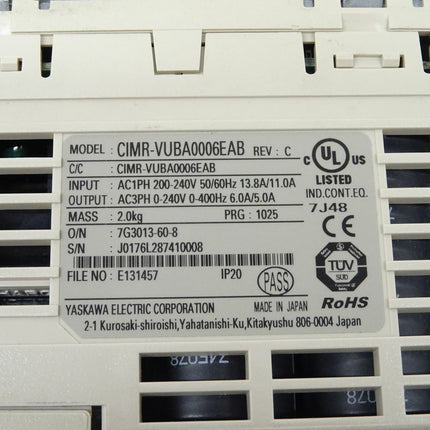 MODEL : CIMR-VUBA0006EAB REV : C
C/C : CIMR-VUBA0006EAB
INPUT : AC1PH 200-240V 50/60Hz 13.8A/11.0A
OUTPUT : AC3PH 0-240V 0-400Hz 6.0A/5.0A
MASS : 2.0kg PRG : 1025
O/N : 7G3013-60-8
S/N : J0176L287410008
FILE NO : E131457 IP20 PASS
YASKAWA ELECTRIC CORPORATION MADE IN JAPAN
2-1 Kurosaki-shiroishi,Yahatanishi-Ku,Kitakyushu 806-0004 Japan
C UL US
LISTED
IND.CONT.EQ.
7J48
CE
TÜV
SÜD
RoHS